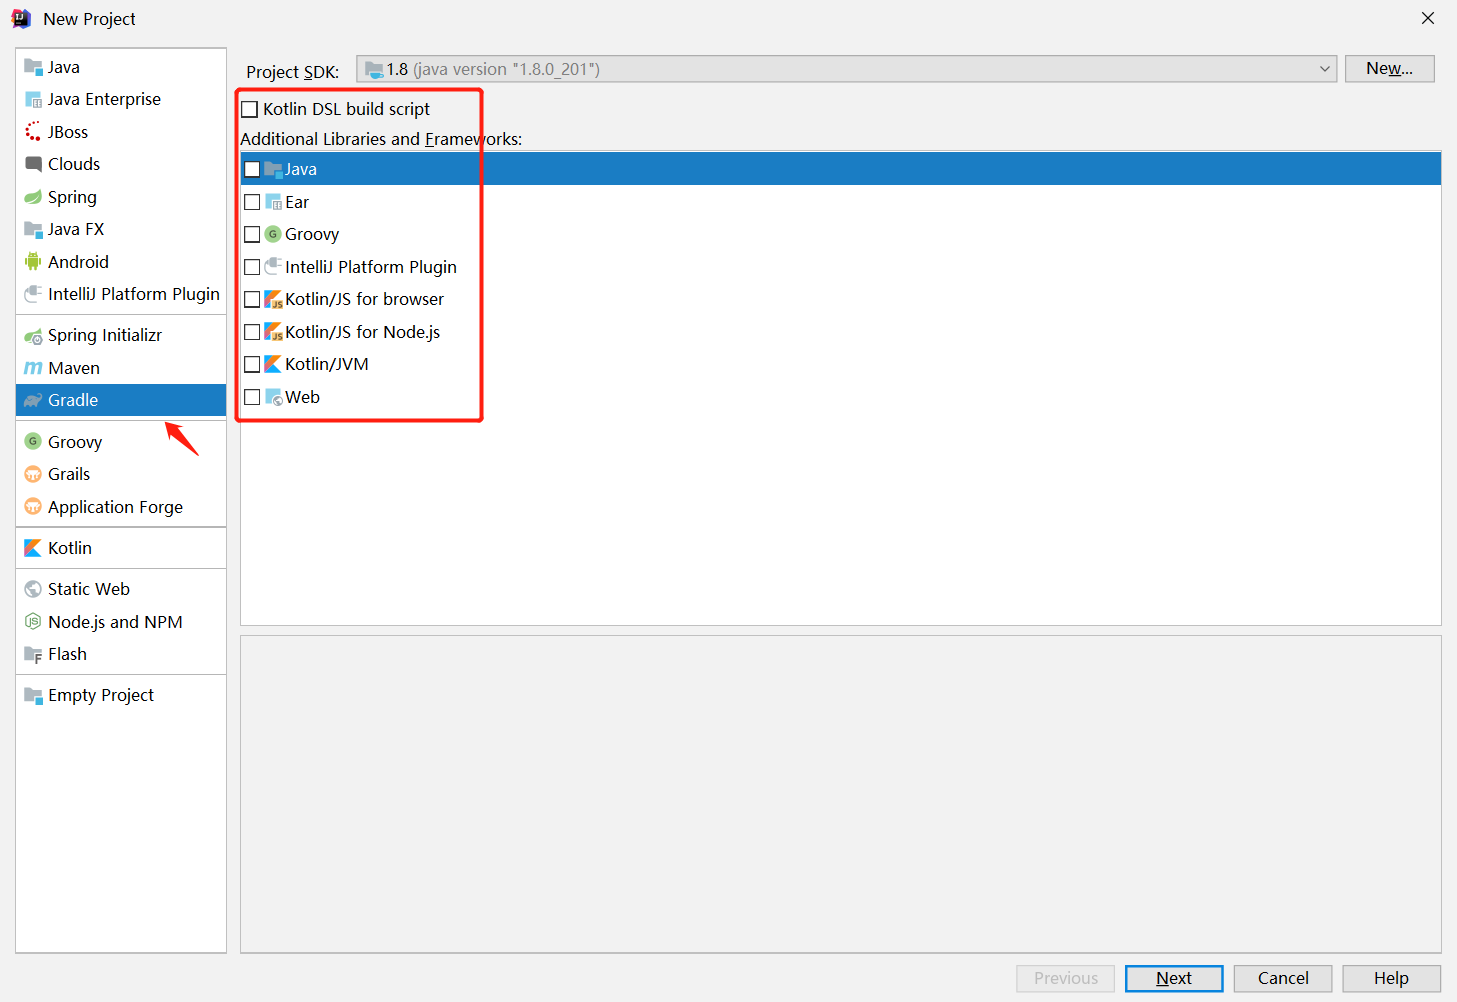 New Project
Java
Java Enterprise
JBoss
Clouds
Spring
Java FX
Android
IntelliJ Platform Plugin
Spring Initializr
Maven
Gradle
Groovy
Grails
Application Forge
Kotlin
Static Web
Node.js and NPM
Flash
Empty Project
Project SDK: 1.8 (java version "1.8.0_201") New...
Kotlin DSL build script
Additional Libraries and Frameworks:
Java
Ear
Groovy
IntelliJ Platform Plugin
Kotlin/JS for browser
Kotlin/JS for Node.js
Kotlin/JVM
Web
Previous Next Cancel Help